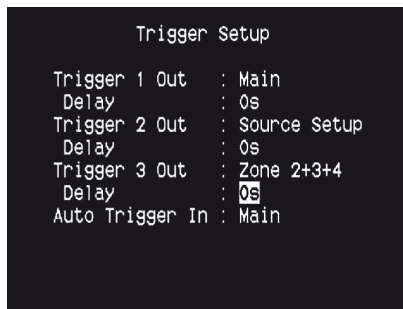 Trigger Setup
Trigger 1 Out : Main
Delay : 0s
Trigger 2 Out : Source Setup
Delay : 0s
Trigger 3 Out : Zone 2+3+4
Delay : 0s
Auto Trigger In : Main